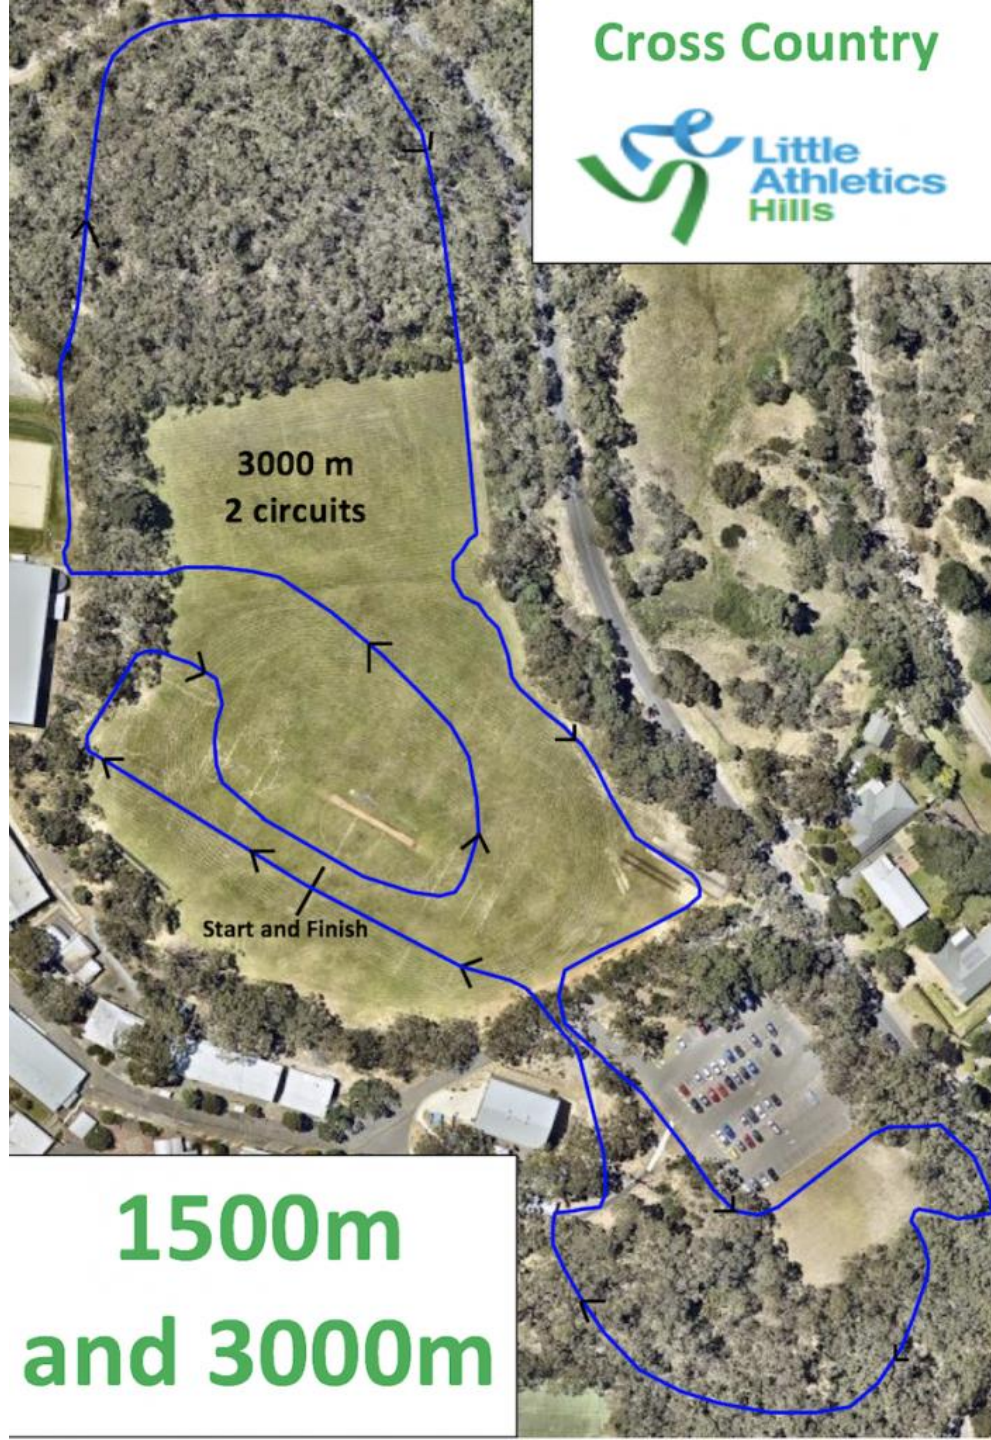 Cross Country
Little
Athletics
Hills
3000 m
2 circuits
Start and Finish
1500m
and 3000m